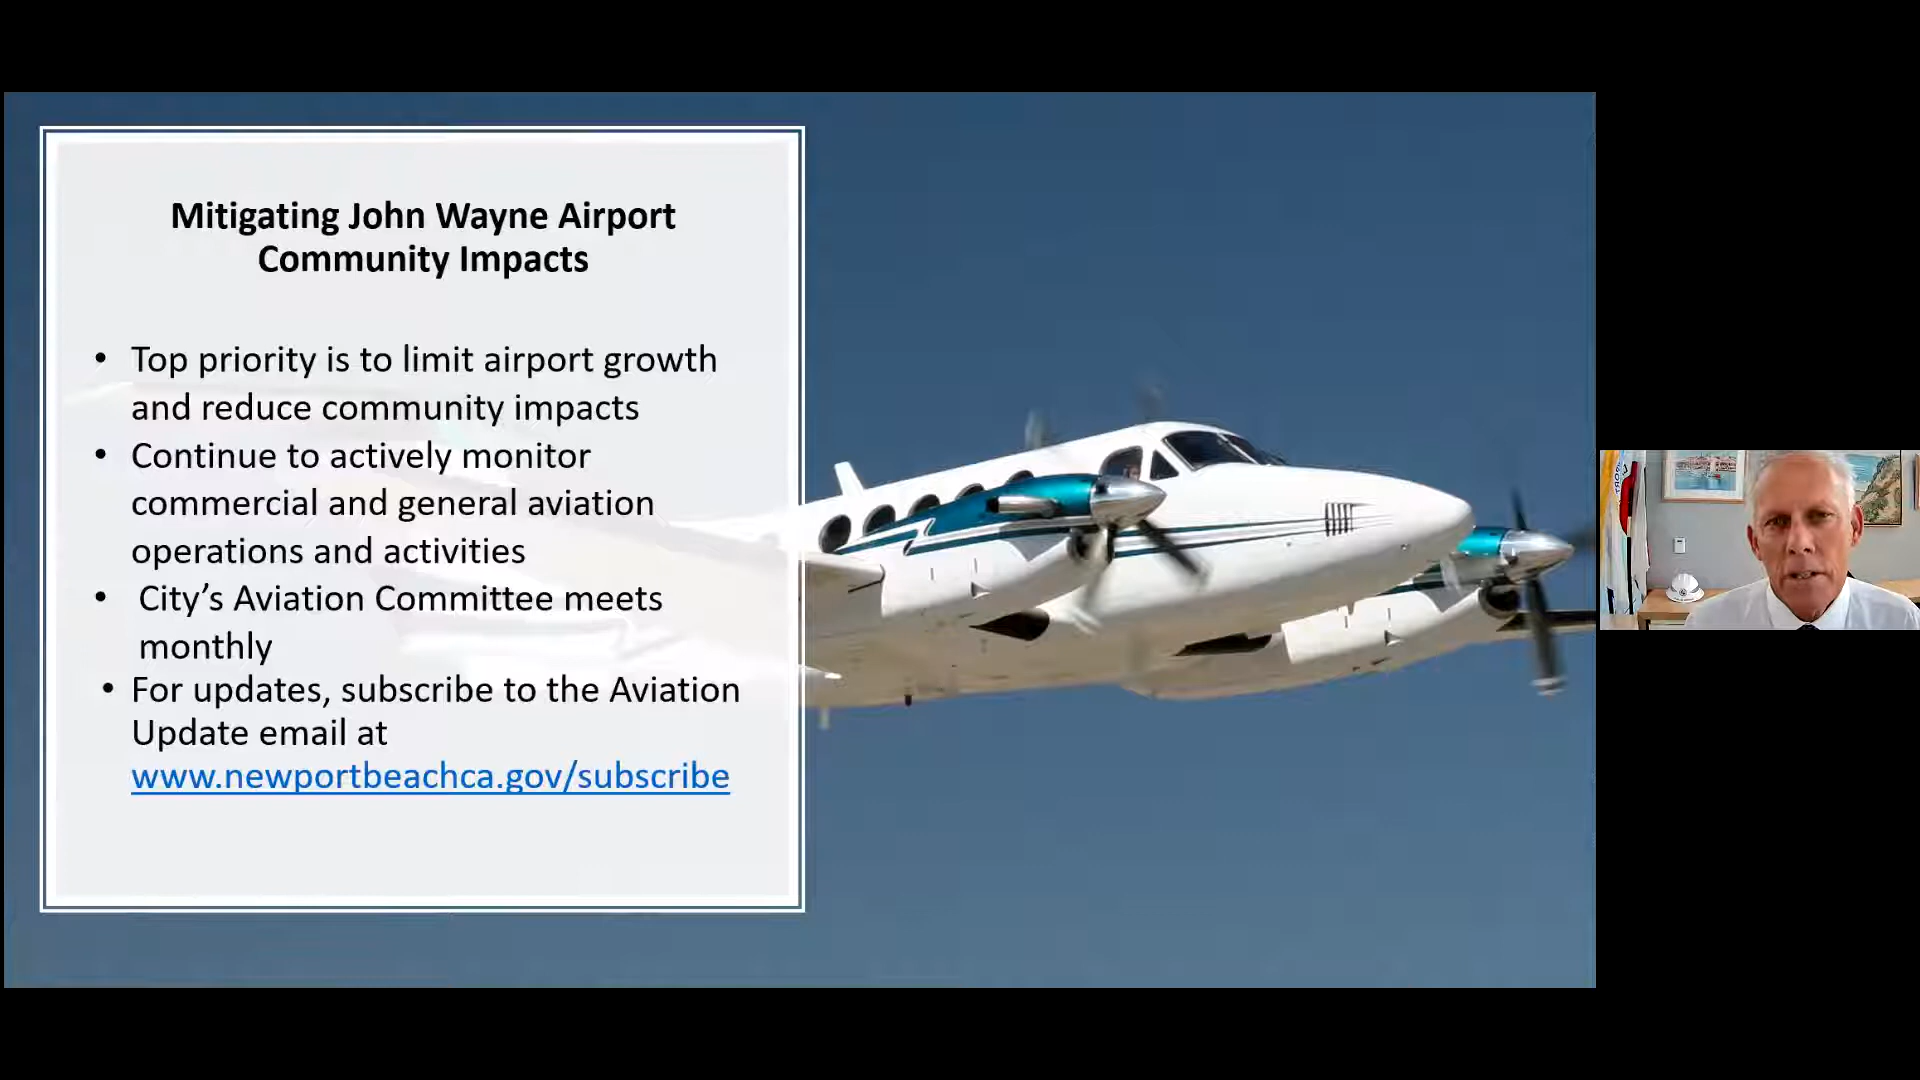 Mitigating John Wayne Airport
Community Impacts
• Top priority is to limit airport growth
and reduce community impacts
• Continue to actively monitor
commercial and general aviation
operations and activities
• City’s Aviation Committee meets
monthly
• For updates, subscribe to the Aviation
Update email at
www.newportbeachca.gov/subscribe